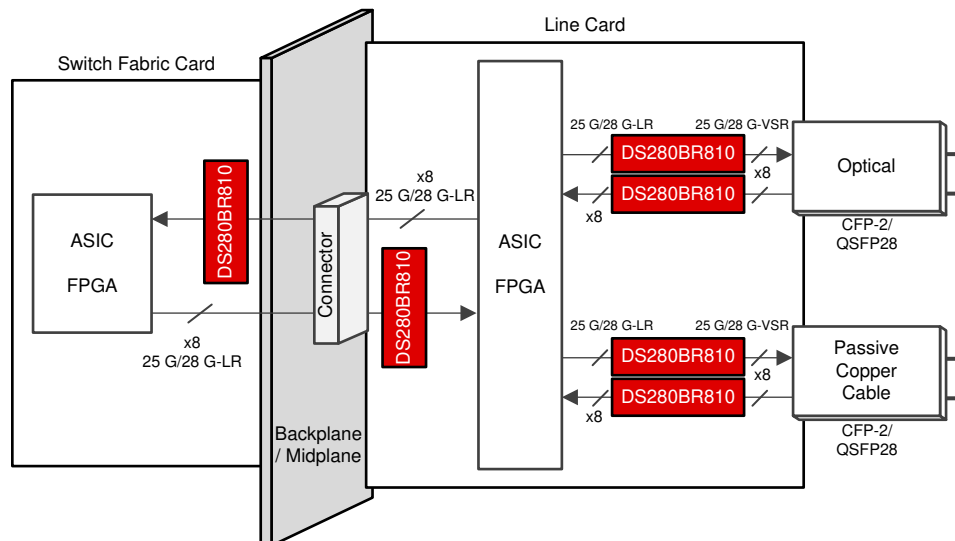 Switch Fabric Card
Line Card
ASIC
FPGA
DS280BR810
x8
25 G/28 G-LR
Backplane
/ Midplane
Connector
x8
25 G/28 G-LR
DS280BR810
ASIC
FPGA
25 G/28 G-LR
25 G/28 G-VSR
DS280BR810
x8
DS280BR810
x8
Optical
CFP-2/
QSFP28
25 G/28 G-LR
25 G/28 G-VSR
DS280BR810
x8
DS280BR810
x8
Passive
Copper
Cable
CFP-2/
QSFP28